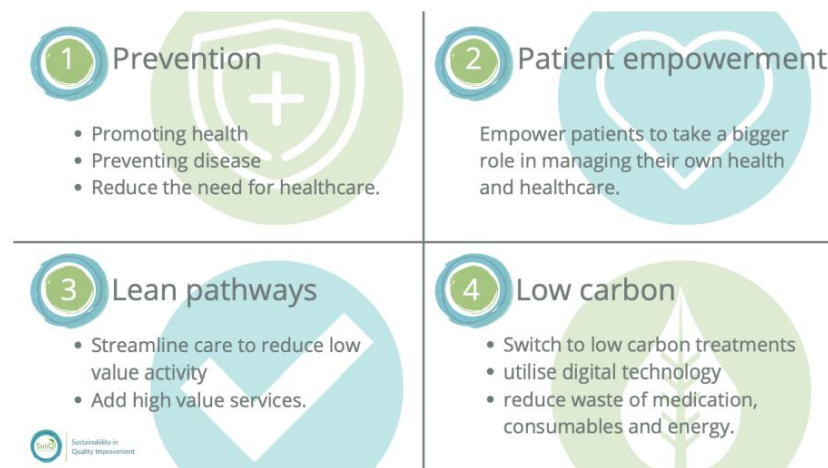 1 Prevention
• Promoting health
• Preventing disease
• Reduce the need for healthcare.
2 Patient empowerment
Empower patients to take a bigger
role in managing their own health
and healthcare.
3 Lean pathways
• Streamline care to reduce low
value activity
• Add high value services.
4 Low carbon
• Switch to low carbon treatments
• utilise digital technology
• reduce waste of medication,
consumables and energy.
SusQI
Sustainability in
Quality Improvement